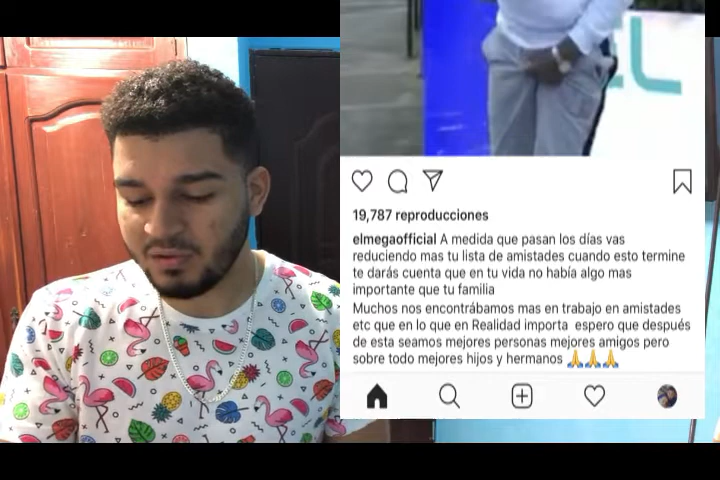 EL
19,787 reproducciones
elmegaofficial A medida que pasan los días vas
reduciendo mas tu lista de amistades cuando esto termine
te darás cuenta que en tu vida no había algo mas
importante que tu familia
Muchos nos encontrábamos mas en trabajo en amistades
etc que en lo que en Realidad importa espero que después
de esta seamos mejores personas mejores amigos pero
sobre todo mejores hijos y hermanos 🙏🙏🙏